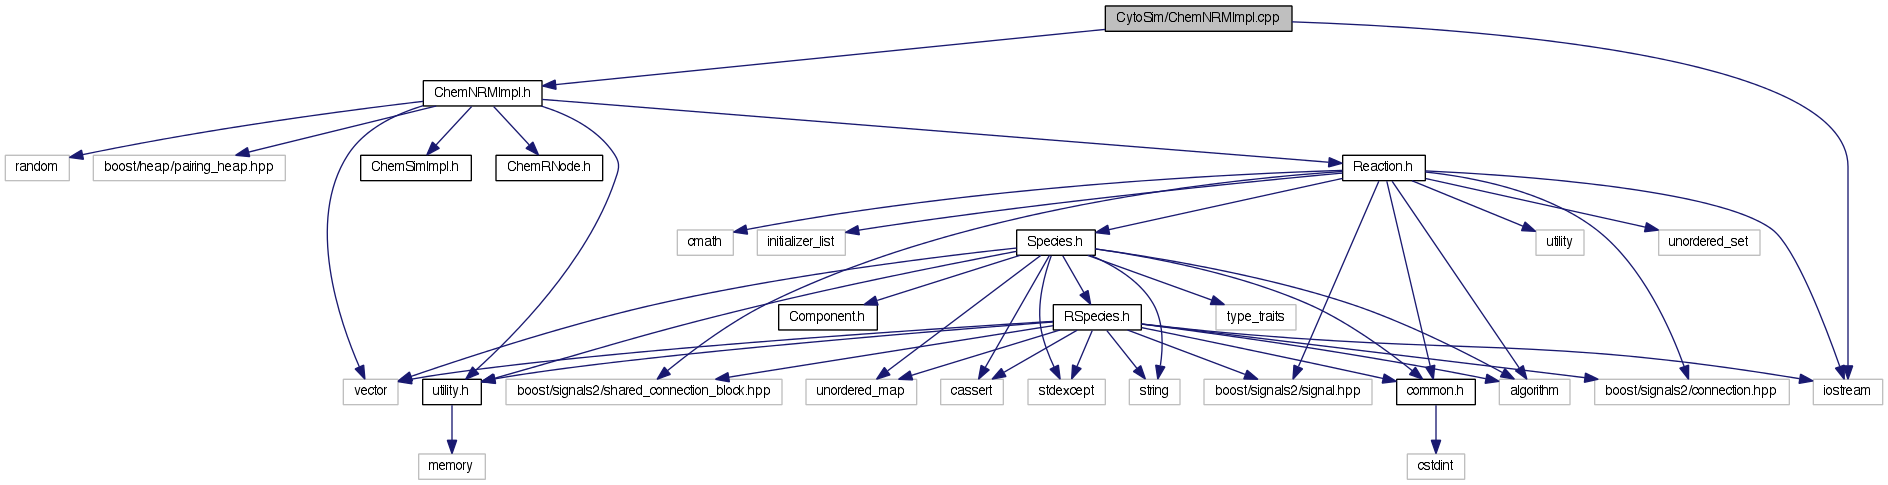 CytoSim/ChemNRMImpl.cpp
ChemNRMImpl.h
random
boost/heap/pairing_heap.hpp
ChemSimImpl.h
ChemRNode.h
Reaction.h
cmath
initializer_list
Species.h
utility
unordered_set
Component.h
RSpecies.h
type_traits
vector
utility.h
boost/signals2/shared_connection_block.hpp
unordered_map
cassert
stdexcept
string
boost/signals2/signal.hpp
common.h
algorithm
boost/signals2/connection.hpp
iostream
memory
cstdint